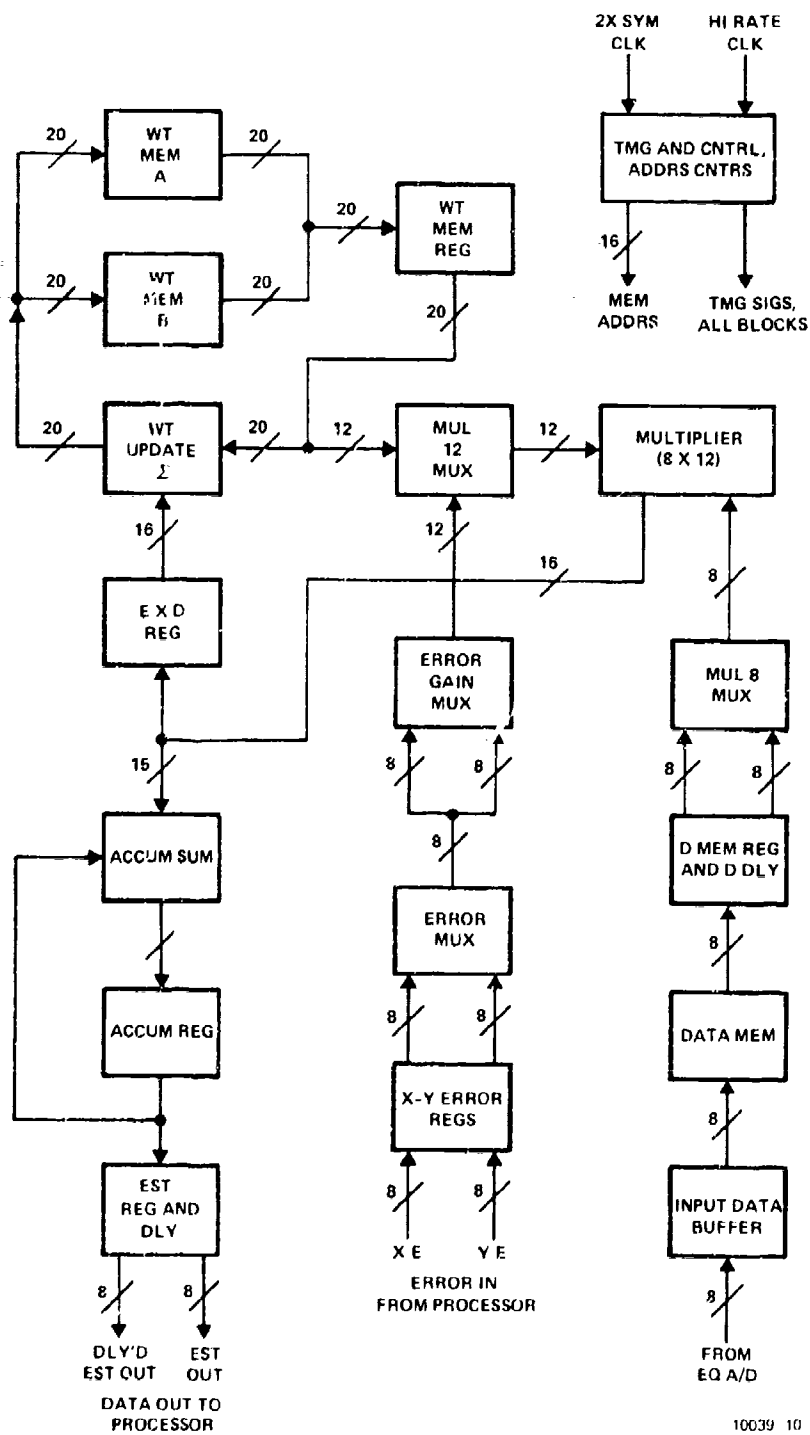 2X SYM
CLK
HI RATE
CLK
TMG AND CNTRL,
ADDRS CNTRS
16
MEM
ADDRS
TMG SIGS,
ALL BLOCKS
20
WT
MEM
A
20
20
WT
MEM
REG
20
WT
MEM
B
20
20
20
WT
UPDATE
Σ
20
12
MUL
12
MUX
12
MULTIPLIER
(8 X 12)
16
12
16
8
E X D
REG
ERROR
GAIN
MUX
MUL 8
MUX
15
8
8
8
8
ACCUM SUM
8
D MEM REG
AND D DLY
ERROR
MUX
8
ACCUM REG
8
8
DATA MEM
X-Y ERROR
REGS
8
EST
REG AND
DLY
8
8
INPUT DATA
BUFFER
X E
Y E
ERROR IN
FROM PROCESSOR
8
8
8
DLY'D
EST OUT
EST
OUT
DATA OUT TO
PROCESSOR
FROM
EQ A/D
10039 10